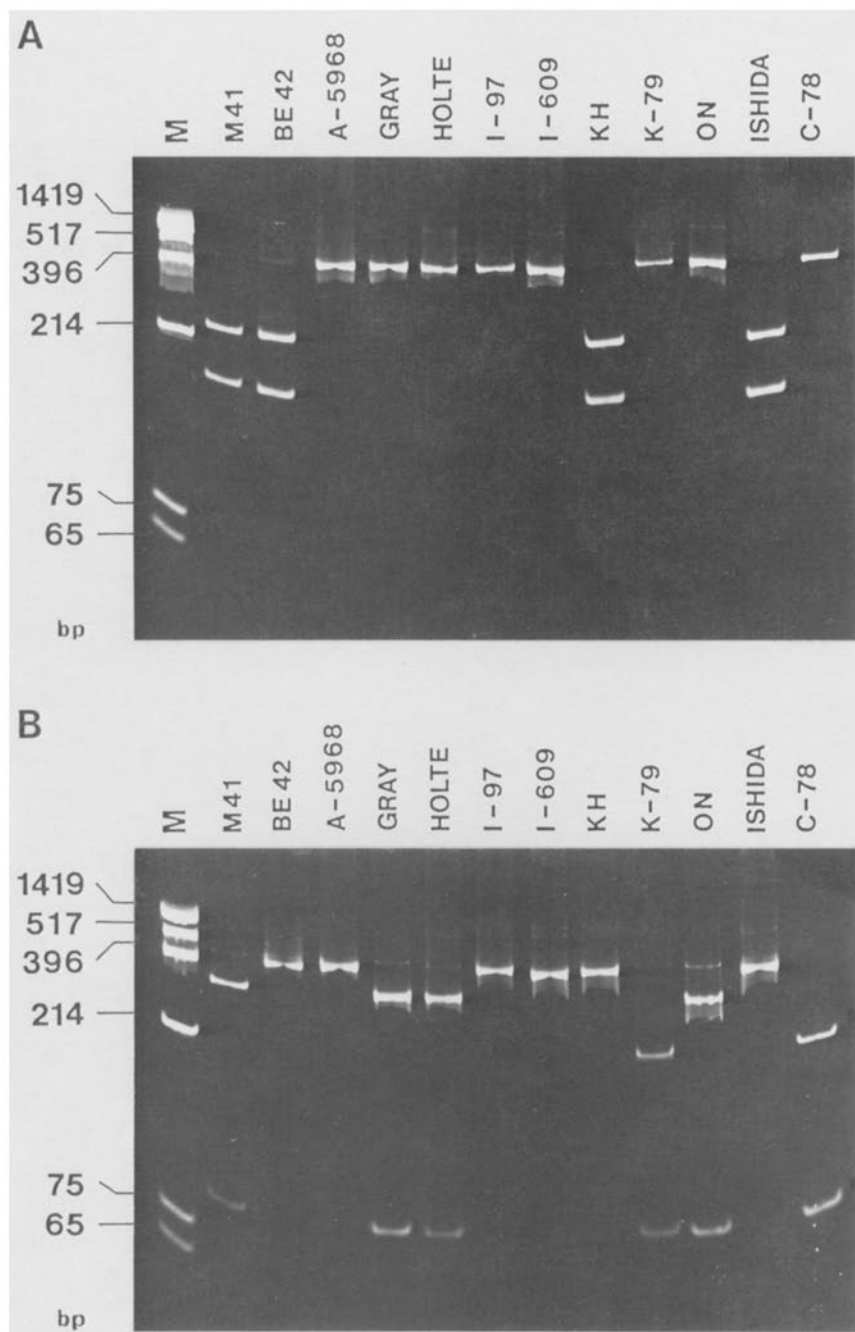 A
M M41 BE 42 A-5968 GRAY HOLTE I-97 I-609 KH K-79 ON ISHIDA C-78
1419
517
396
214
75
65
bp
B
M M41 BE 42 A-5968 GRAY HOLTE I-97 I-609 KH K-79 ON ISHIDA C-78
1419
517
396
214
75
65
bp